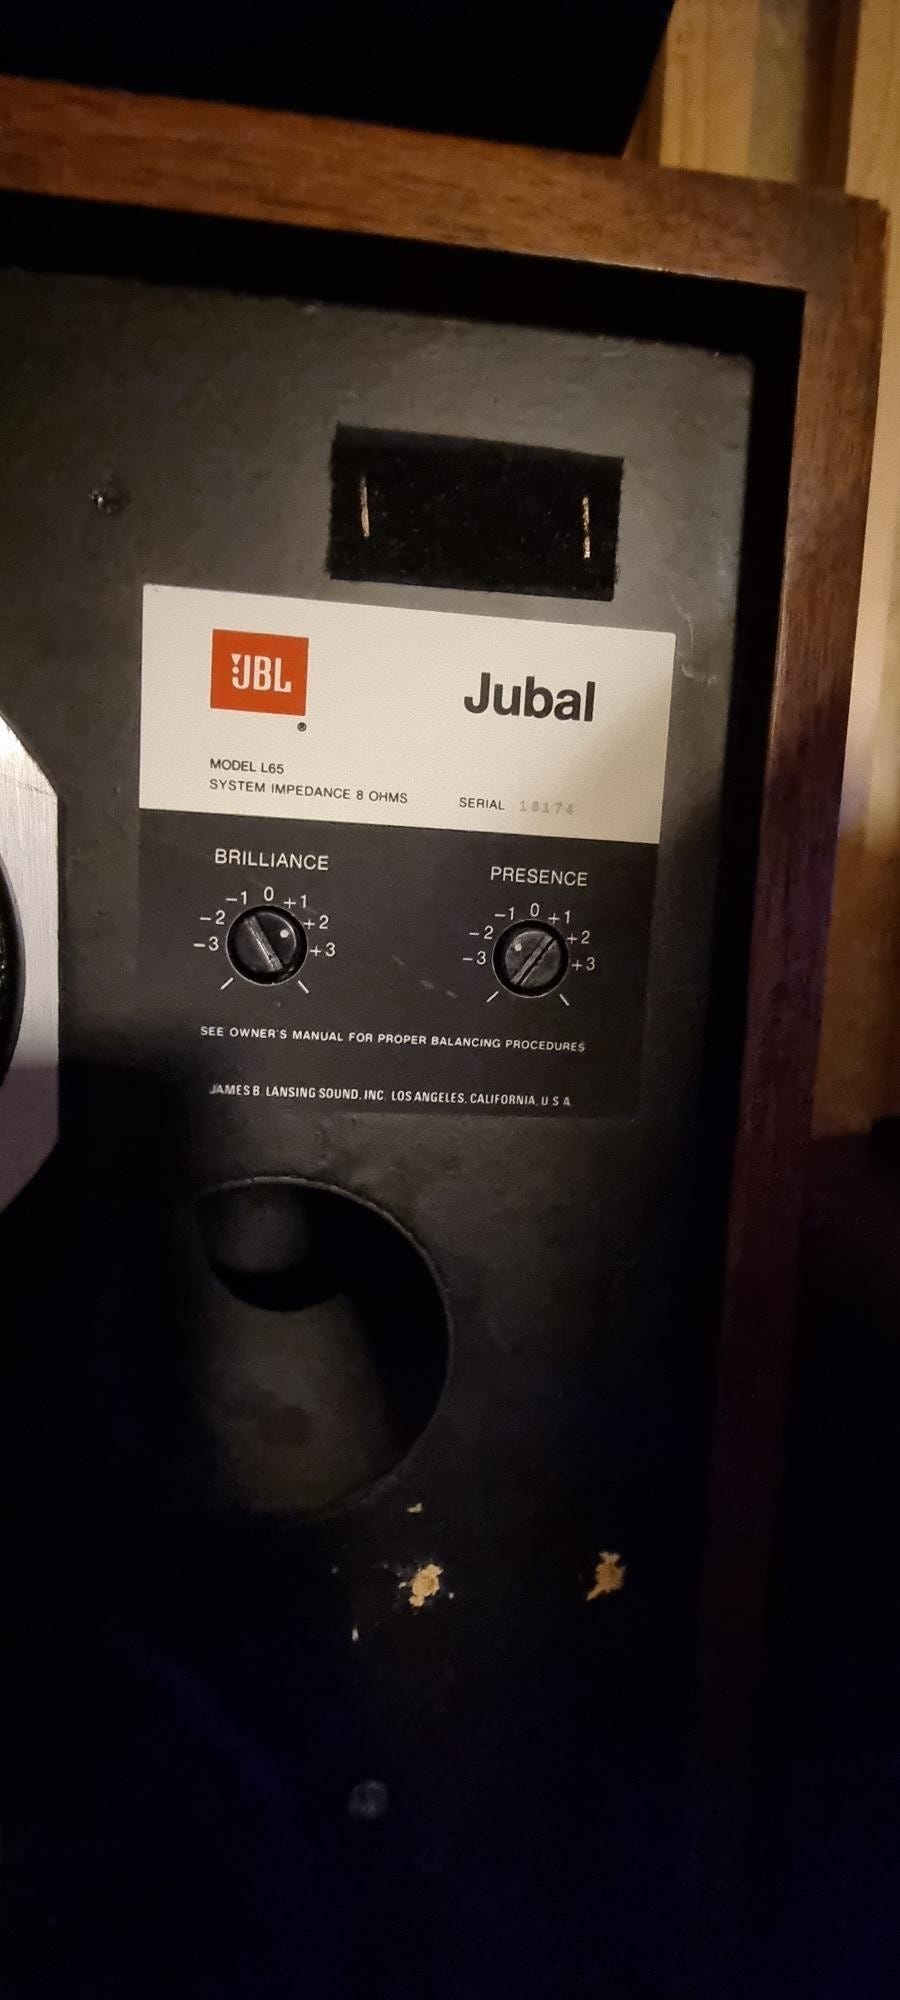 JBL
®
Jubal
MODEL L65
SYSTEM IMPEDANCE 8 OHMS
SERIAL 18174
BRILLIANCE
-3 -2 -1 0 +1 +2 +3
PRESENCE
-3 -2 -1 0 +1 +2 +3
SEE OWNER'S MANUAL FOR PROPER BALANCING PROCEDURES
JAMES B. LANSING SOUND, INC. LOS ANGELES, CALIFORNIA, U S A